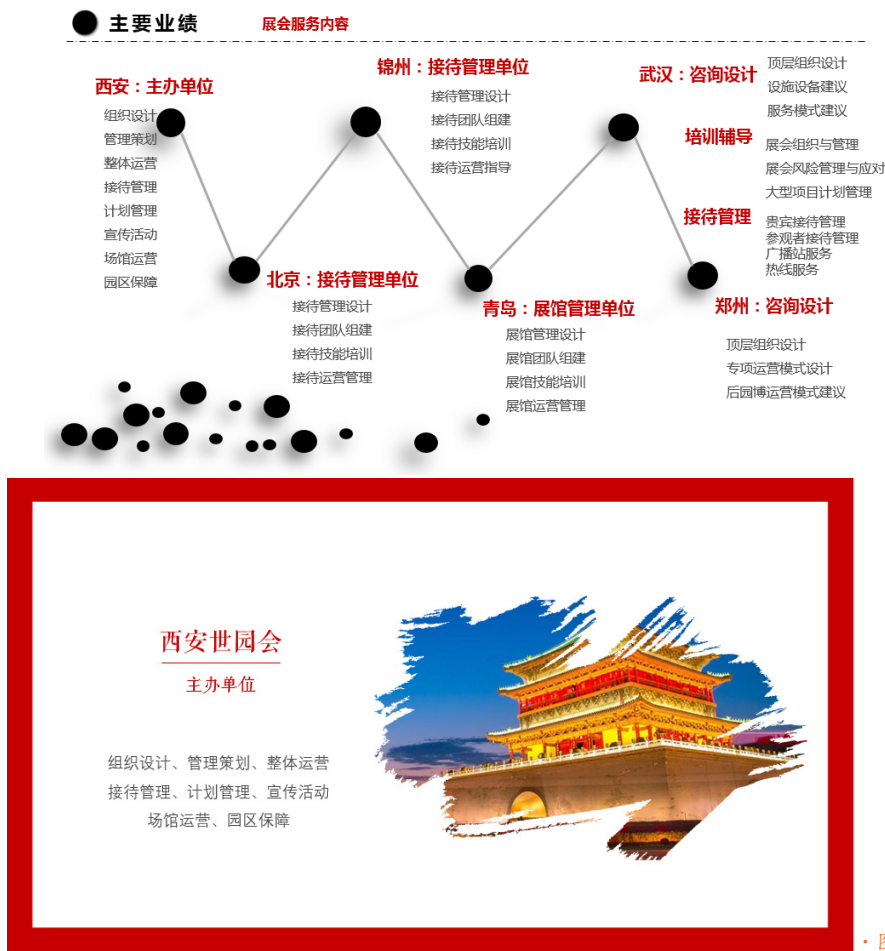 主要业绩
展会服务内容
西安：主办单位
组织设计
管理策划
整体运营
接待管理
计划管理
宣传活动
场馆运营
园区保障
北京：接待管理单位
接待管理设计
接待团队组建
接待技能培训
接待运营管理
锦州：接待管理单位
接待管理设计
接待团队组建
接待技能培训
接待运营指导
青岛：展馆管理单位
展馆管理设计
展馆团队组建
展馆技能培训
展馆运营管理
武汉：咨询设计
顶层组织设计
设施设备建议
服务模式建议
培训辅导
展会组织与管理
展会风险管理与应对
大型项目计划管理
接待管理
贵宾接待管理
参观者接待管理
广播站服务
热线服务
郑州：咨询设计
顶层组织设计
专项运营模式设计
后园博运营模式建议
西安世园会
主办单位
组织设计、管理策划、整体运营
接待管理、计划管理、宣传活动
场馆运营、园区保障